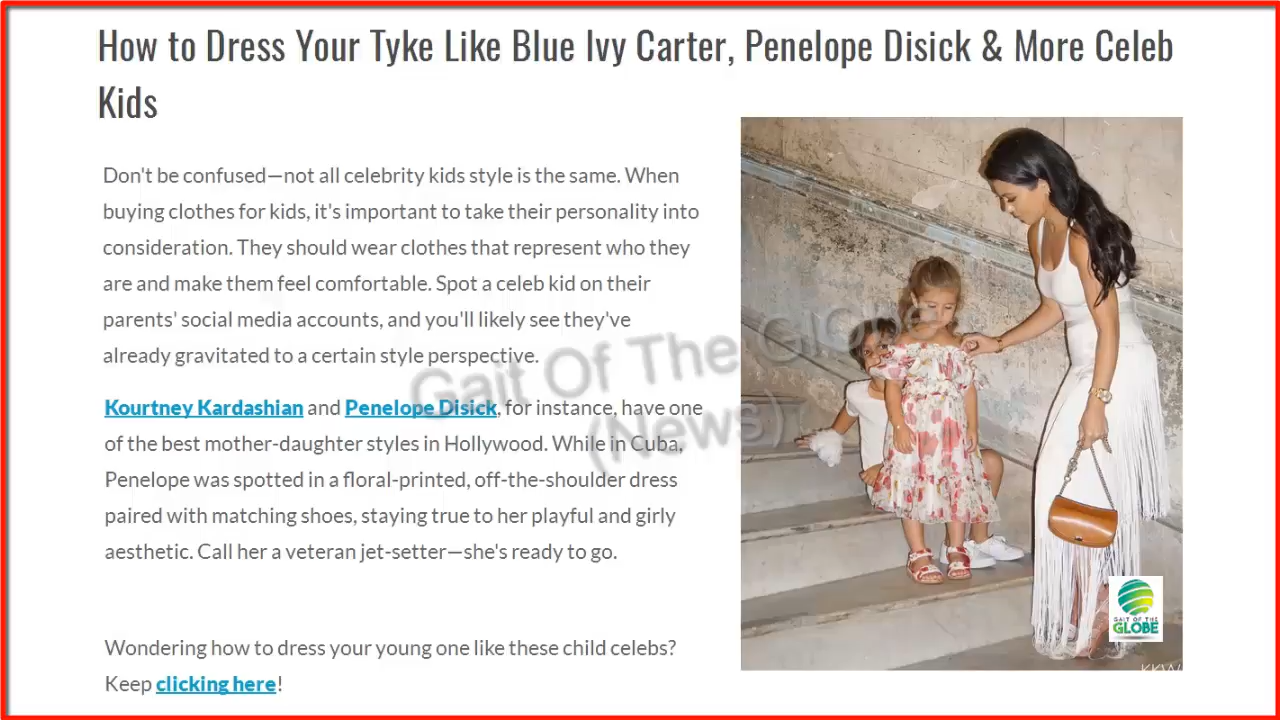 How to Dress Your Tyke Like Blue Ivy Carter, Penelope Disick & More Celeb
Kids
Don't be confused—not all celebrity kids style is the same. When
buying clothes for kids, it's important to take their personality into
consideration. They should wear clothes that represent who they
are and make them feel comfortable. Spot a celeb kid on their
parents' social media accounts, and you'll likely see they've
already gravitated to a certain style perspective.
Kourtney Kardashian and Penelope Disick, for instance, have one
of the best mother-daughter styles in Hollywood. While in Cuba,
Penelope was spotted in a floral-printed, off-the-shoulder dress
paired with matching shoes, staying true to her playful and girly
aesthetic. Call her a veteran jet-setter—she's ready to go.
Wondering how to dress your young one like these child celebs?
Keep clicking here!
Gait Of The Globe
(News)
GAIT OF THE
GLOBE